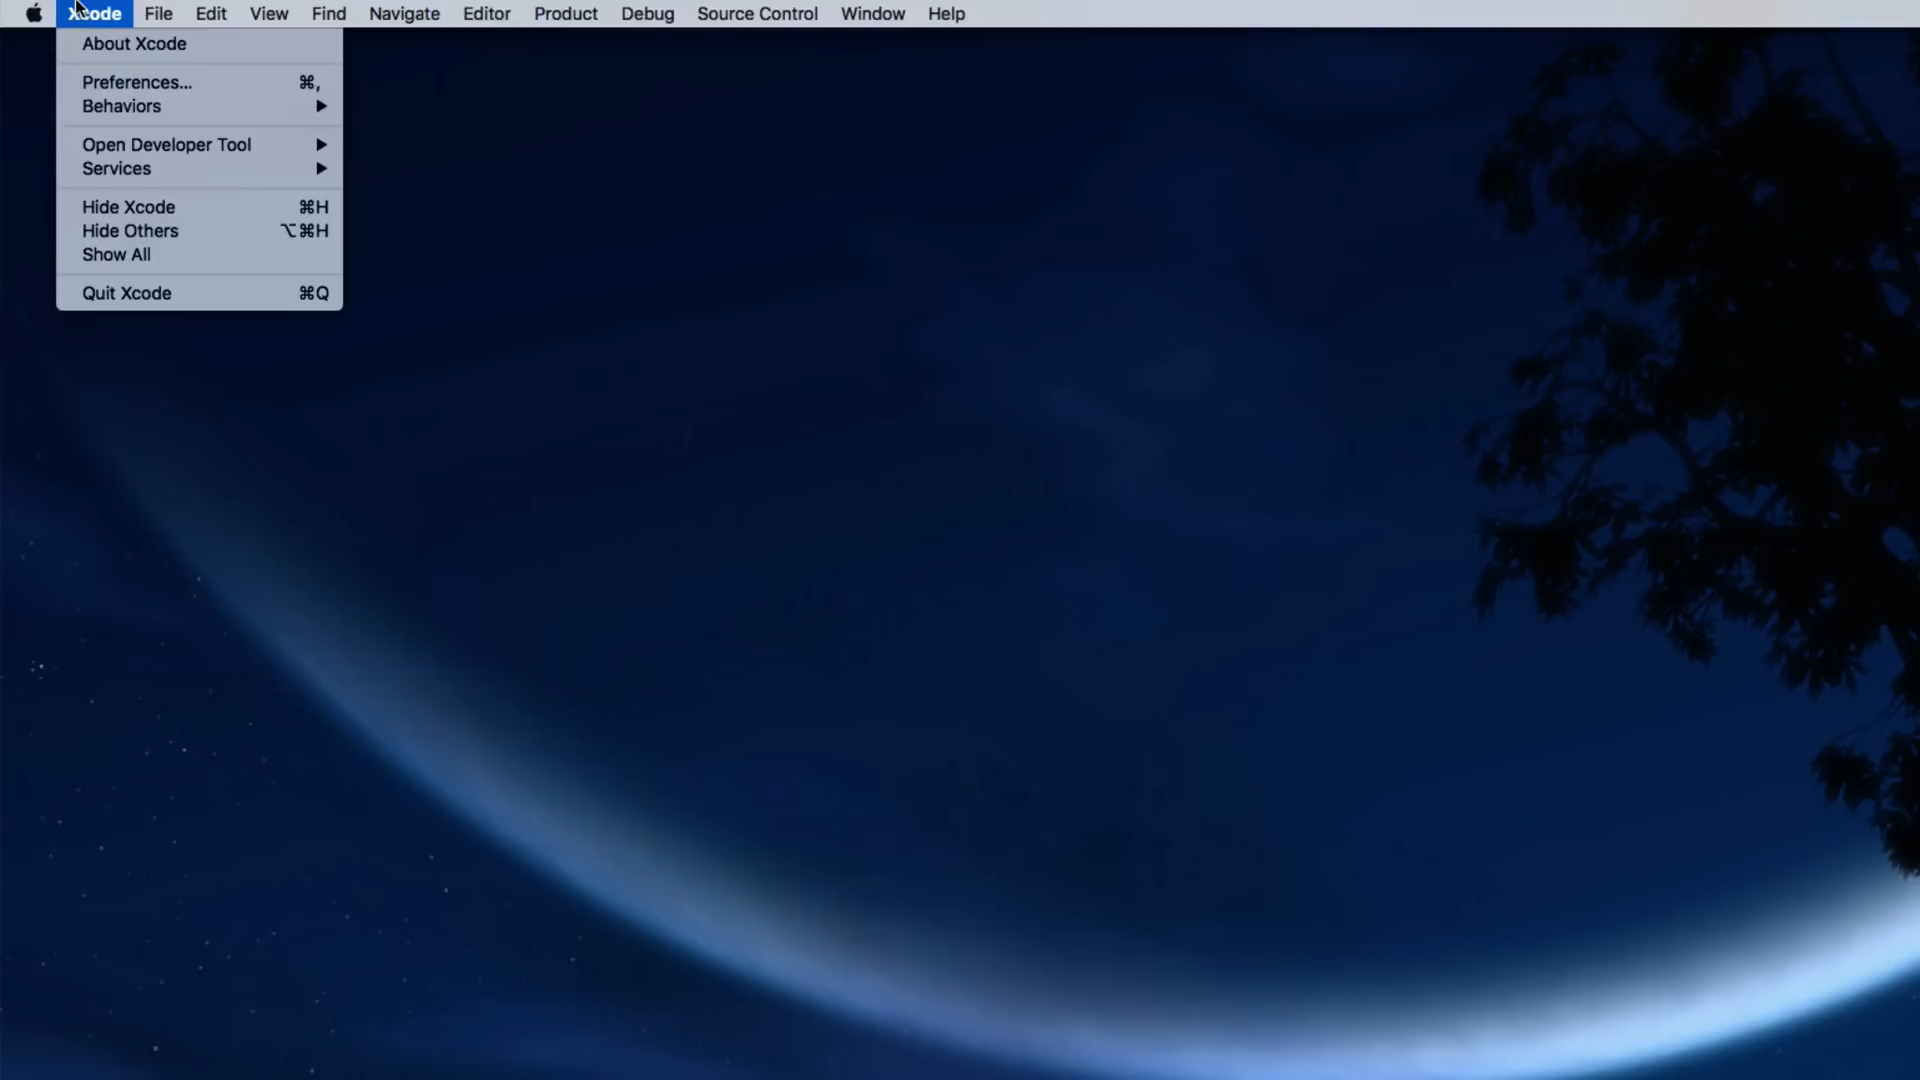 Xcode File Edit View Find Navigate Editor Product Debug Source Control Window Help
About Xcode
Preferences... ⌘,
Behaviors
Open Developer Tool
Services
Hide Xcode ⌘H
Hide Others ⌥⌘H
Show All
Quit Xcode ⌘Q